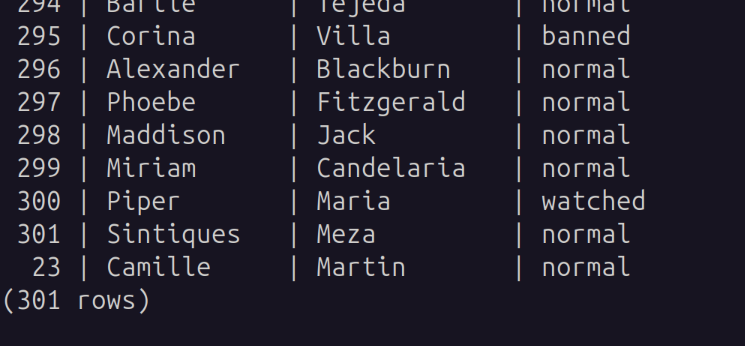 294 | Bartle | Tejeda | normal
295 | Corina | Villa | banned
296 | Alexander | Blackburn | normal
297 | Phoebe | Fitzgerald | normal
298 | Maddison | Jack | normal
299 | Miriam | Candelaria | normal
300 | Piper | Maria | watched
301 | Sintiques | Meza | normal
23 | Camille | Martin | normal
(301 rows)